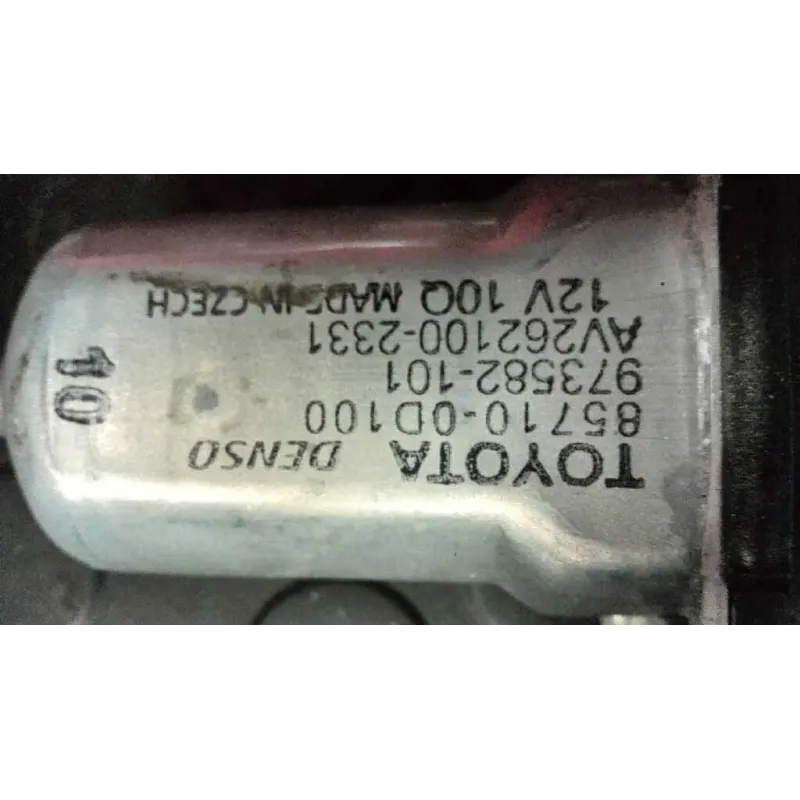 TOYOTA DENSO
85710-0D100
973582-101
AV262100-2331
12V 10Q MADE IN CZECH
10